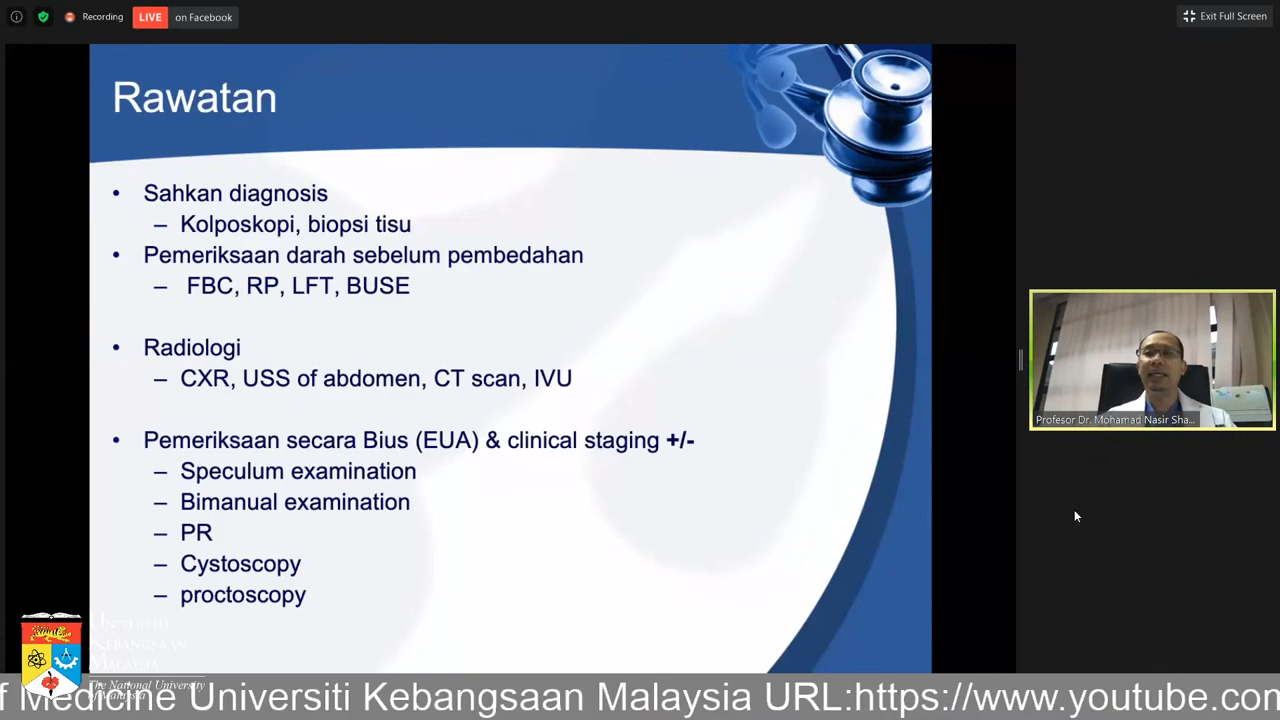 Recording
LIVE on Facebook
Exit Full Screen
Rawatan
• Sahkan diagnosis
– Kolposkopi, biopsi tisu
• Pemeriksaan darah sebelum pembedahan
– FBC, RP, LFT, BUSE
• Radiologi
– CXR, USS of abdomen, CT scan, IVU
• Pemeriksaan secara Bius (EUA) & clinical staging +/-
– Speculum examination
– Bimanual examination
– PR
– Cystoscopy
– proctoscopy
Profesor Dr. Mohamad Nasir Sha...
UNIVERSITI
KEBANGSAAN
MALAYSIA
The National University
of Malaysia
f Medicine Universiti Kebangsaan Malaysia URL:https://www.youtube.con